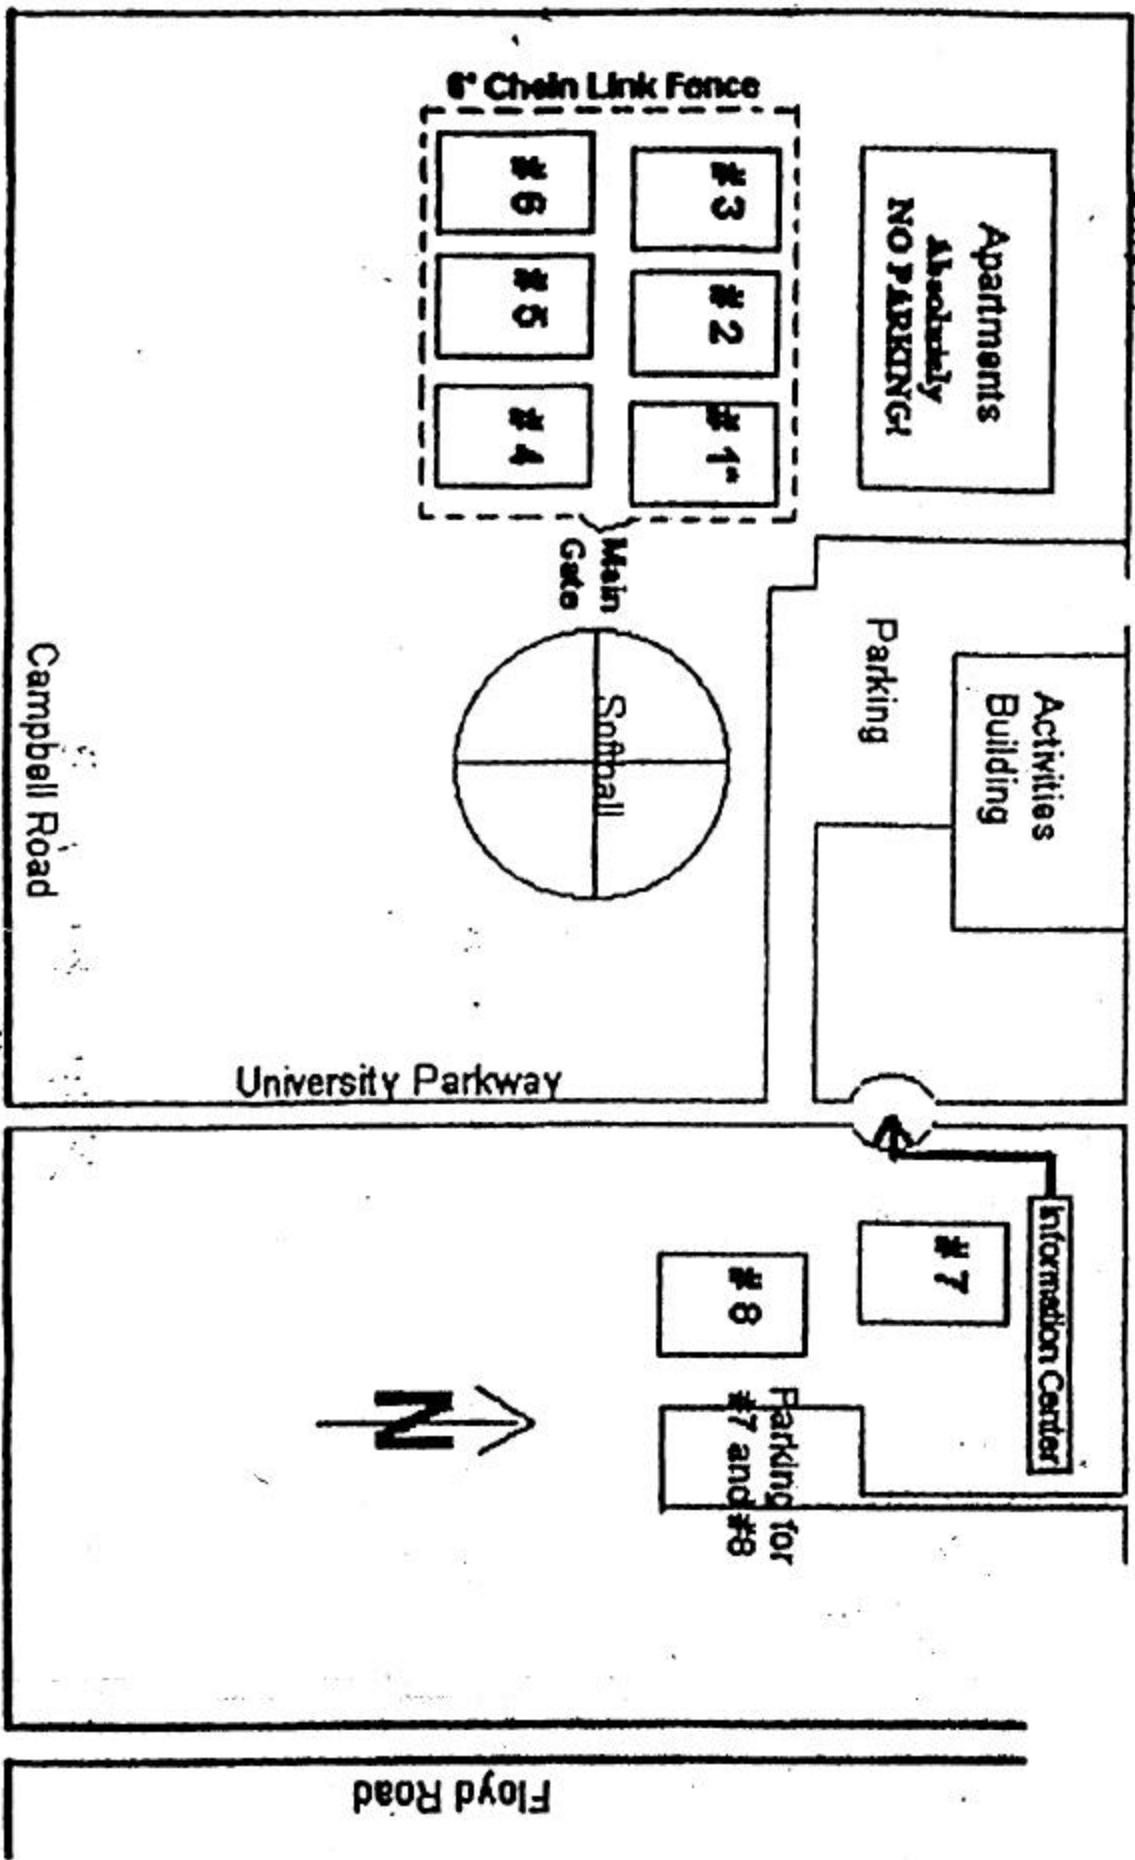 6' Chain Link Fence
#3
#2
#1*
#6
#5
#4
Apartments
Absolutely
NO PARKING!
Main
Gate
Softball
Parking
Activities
Building
Campbell Road
University Parkway
Information Center
#7
#8
Parking for
#7 and #8
N
Floyd Road